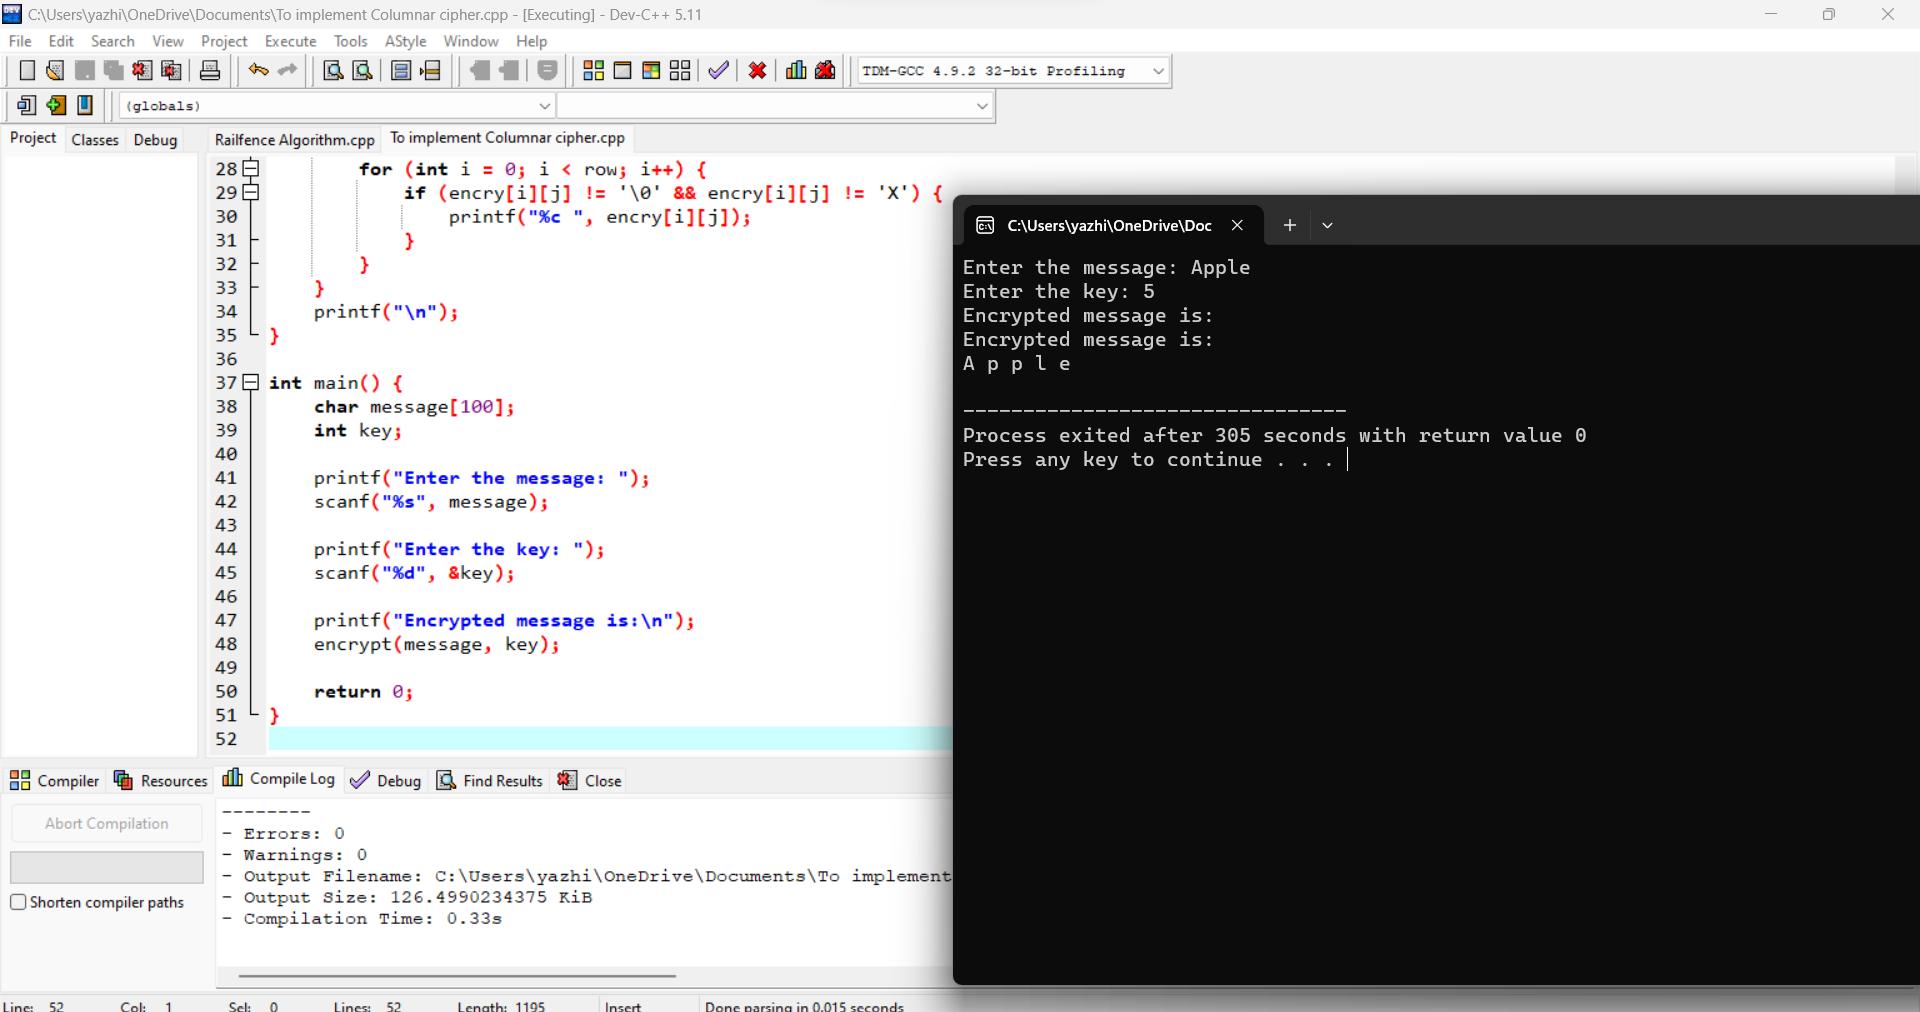 C:\Users\yazhi\OneDrive\Documents\To implement Columnar cipher.cpp - [Executing] - Dev-C++ 5.11
File Edit Search View Project Execute Tools AStyle Window Help
TDM-GCC 4.9.2 32-bit Profiling
(globals)
Project Classes Debug Railfence Algorithm.cpp To implement Columnar cipher.cpp
28 for (int i = 0; i < row; i++) {
29 if (encry[i][j] != '\0' && encry[i][j] != 'X') {
30 printf("%c ", encry[i][j]);
31 }
32 }
33 }
34 printf("\n");
35 }
36
37 int main() {
38 char message[100];
39 int key;
40
41 printf("Enter the message: ");
42 scanf("%s", message);
43
44 printf("Enter the key: ");
45 scanf("%d", &key);
46
47 printf("Encrypted message is:\n");
48 encrypt(message, key);
49
50 return 0;
51 }
52
C:\Users\yazhi\OneDrive\Doc
Enter the message: Apple
Enter the key: 5
Encrypted message is:
Encrypted message is:
A p p l e
--------------------------------
Process exited after 305 seconds with return value 0
Press any key to continue . . .
Compiler Resources Compile Log Debug Find Results Close
Abort Compilation
Shorten compiler paths
--------
- Errors: 0
- Warnings: 0
- Output Filename: C:\Users\yazhi\OneDrive\Documents\To implement
- Output Size: 126.4990234375 KiB
- Compilation Time: 0.33s
Line: 52 Col: 1 Sel: 0 Lines: 52 Length: 1195 Insert Done parsing in 0.015 seconds